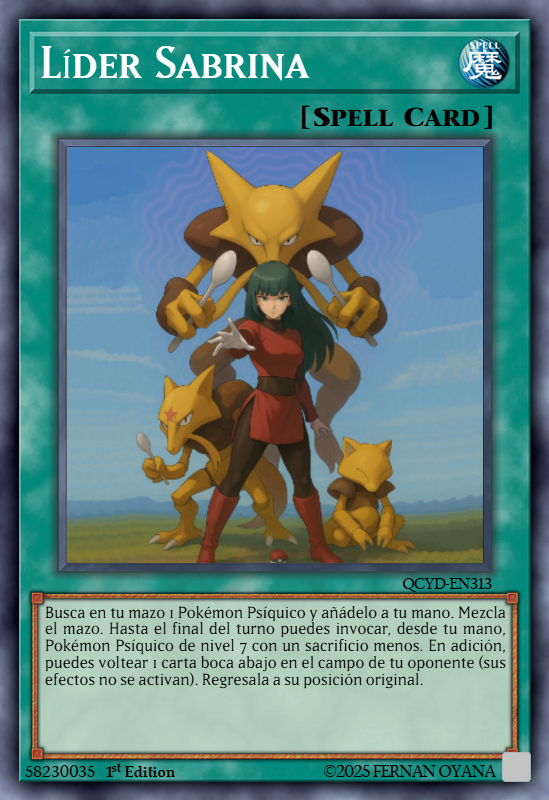 Líder Sabrina
SPELL
魔
[Spell Card]
QCYD-EN313
Busca en tu mazo 1 Pokémon Psíquico y añádelo a tu mano. Mezcla
el mazo. Hasta el final del turno puedes invocar, desde tu mano,
Pokémon Psíquico de nivel 7 con un sacrificio menos. En adición,
puedes voltear 1 carta boca abajo en el campo de tu oponente (sus
efectos no se activan). Regresala a su posición original.
58230035 1st Edition ©2025 FERNAN OYANA